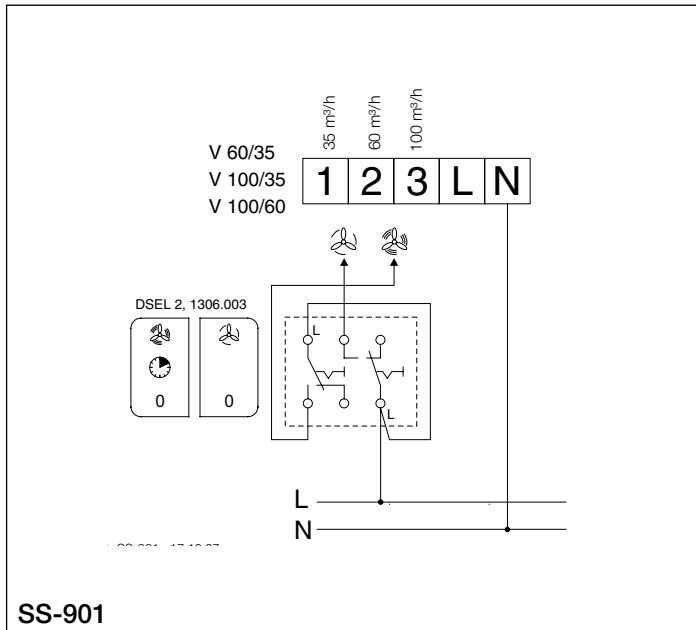 35 m³/h
60 m³/h
100 m³/h
V 60/35
V 100/35
V 100/60
1 2 3 L N
DSEL 2, 1306.003
0
0
L
L
L
N
SS-901